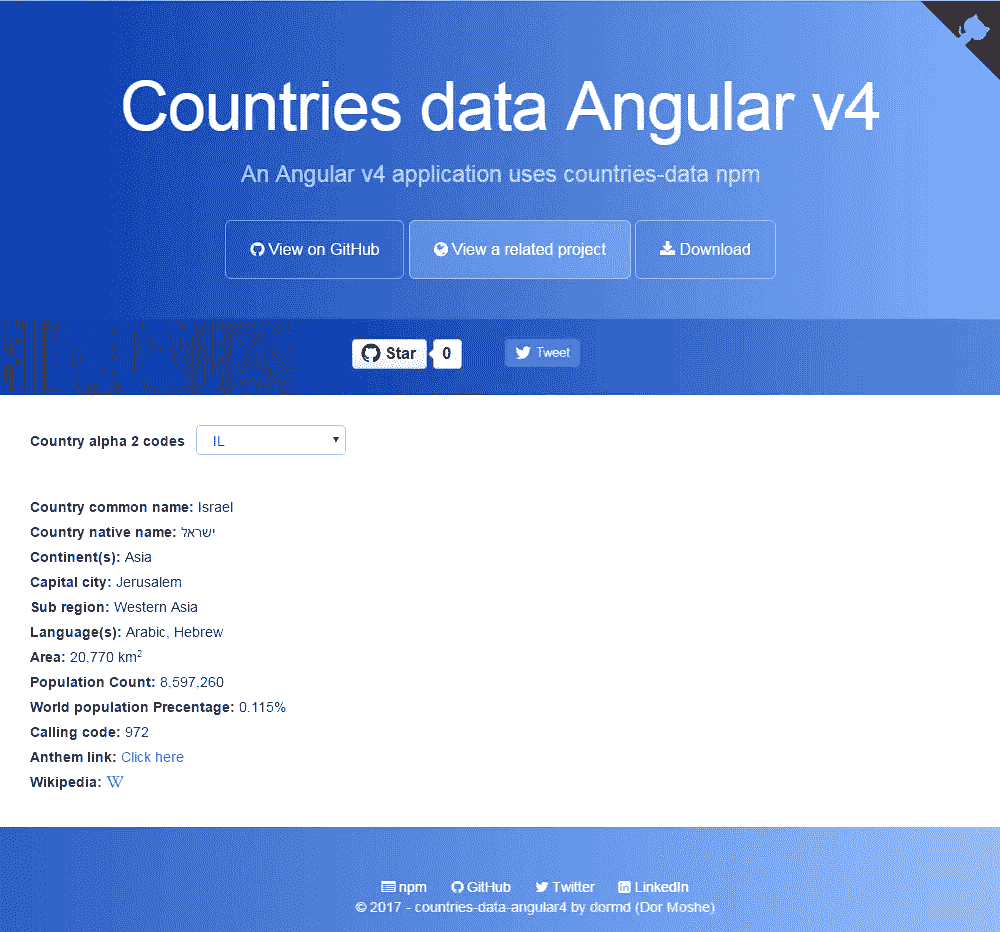 Countries data Angular v4
An Angular v4 application uses countries-data npm
View on GitHub View a related project Download
Star 0 Tweet
Country alpha 2 codes IL
Country common name: Israel
Country native name: ישראל
Continent(s): Asia
Capital city: Jerusalem
Sub region: Western Asia
Language(s): Arabic, Hebrew
Area: 20,770 km²
Population Count: 8,597,260
World population Precentage: 0.115%
Calling code: 972
Anthem link: Click here
Wikipedia: W
npm GitHub Twitter LinkedIn
© 2017 - countries-data-angular4 by dormd (Dor Moshe)